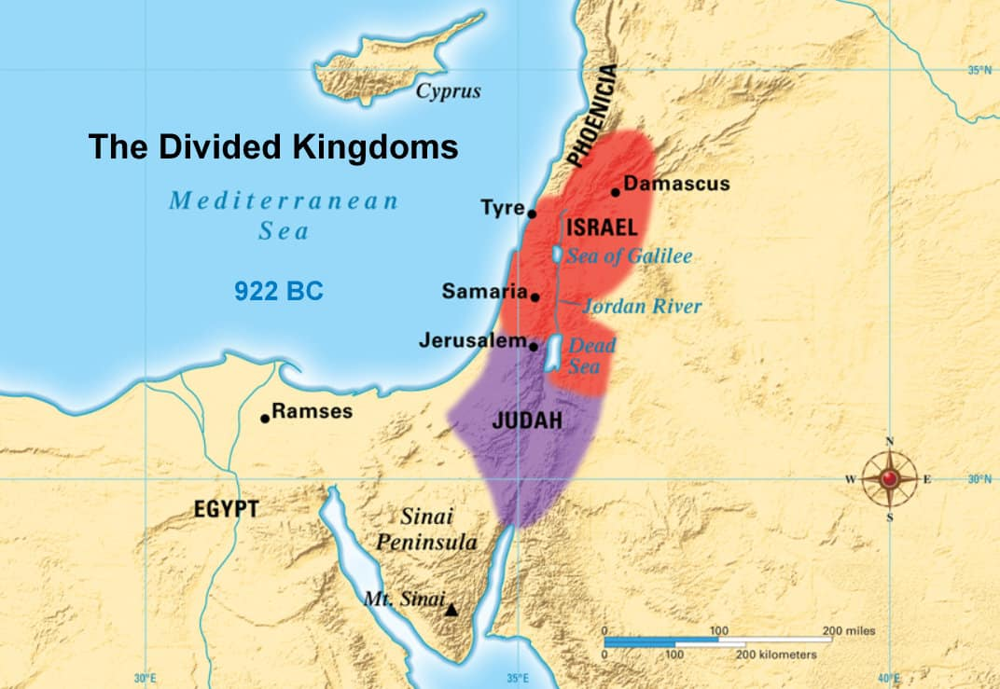 35°N
Cyprus
PHOENICIA
The Divided Kingdoms
Damascus
Mediterranean
Sea
Tyre
ISRAEL
Sea of Galilee
922 BC
Samaria
Jordan River
Jerusalem
Dead
Sea
Ramses
JUDAH
N
W
E
S
30°N
EGYPT
Sinai
Peninsula
Mt. Sinai
0 100 200 miles
0 100 200 kilometers
30°E
35°E
40°E